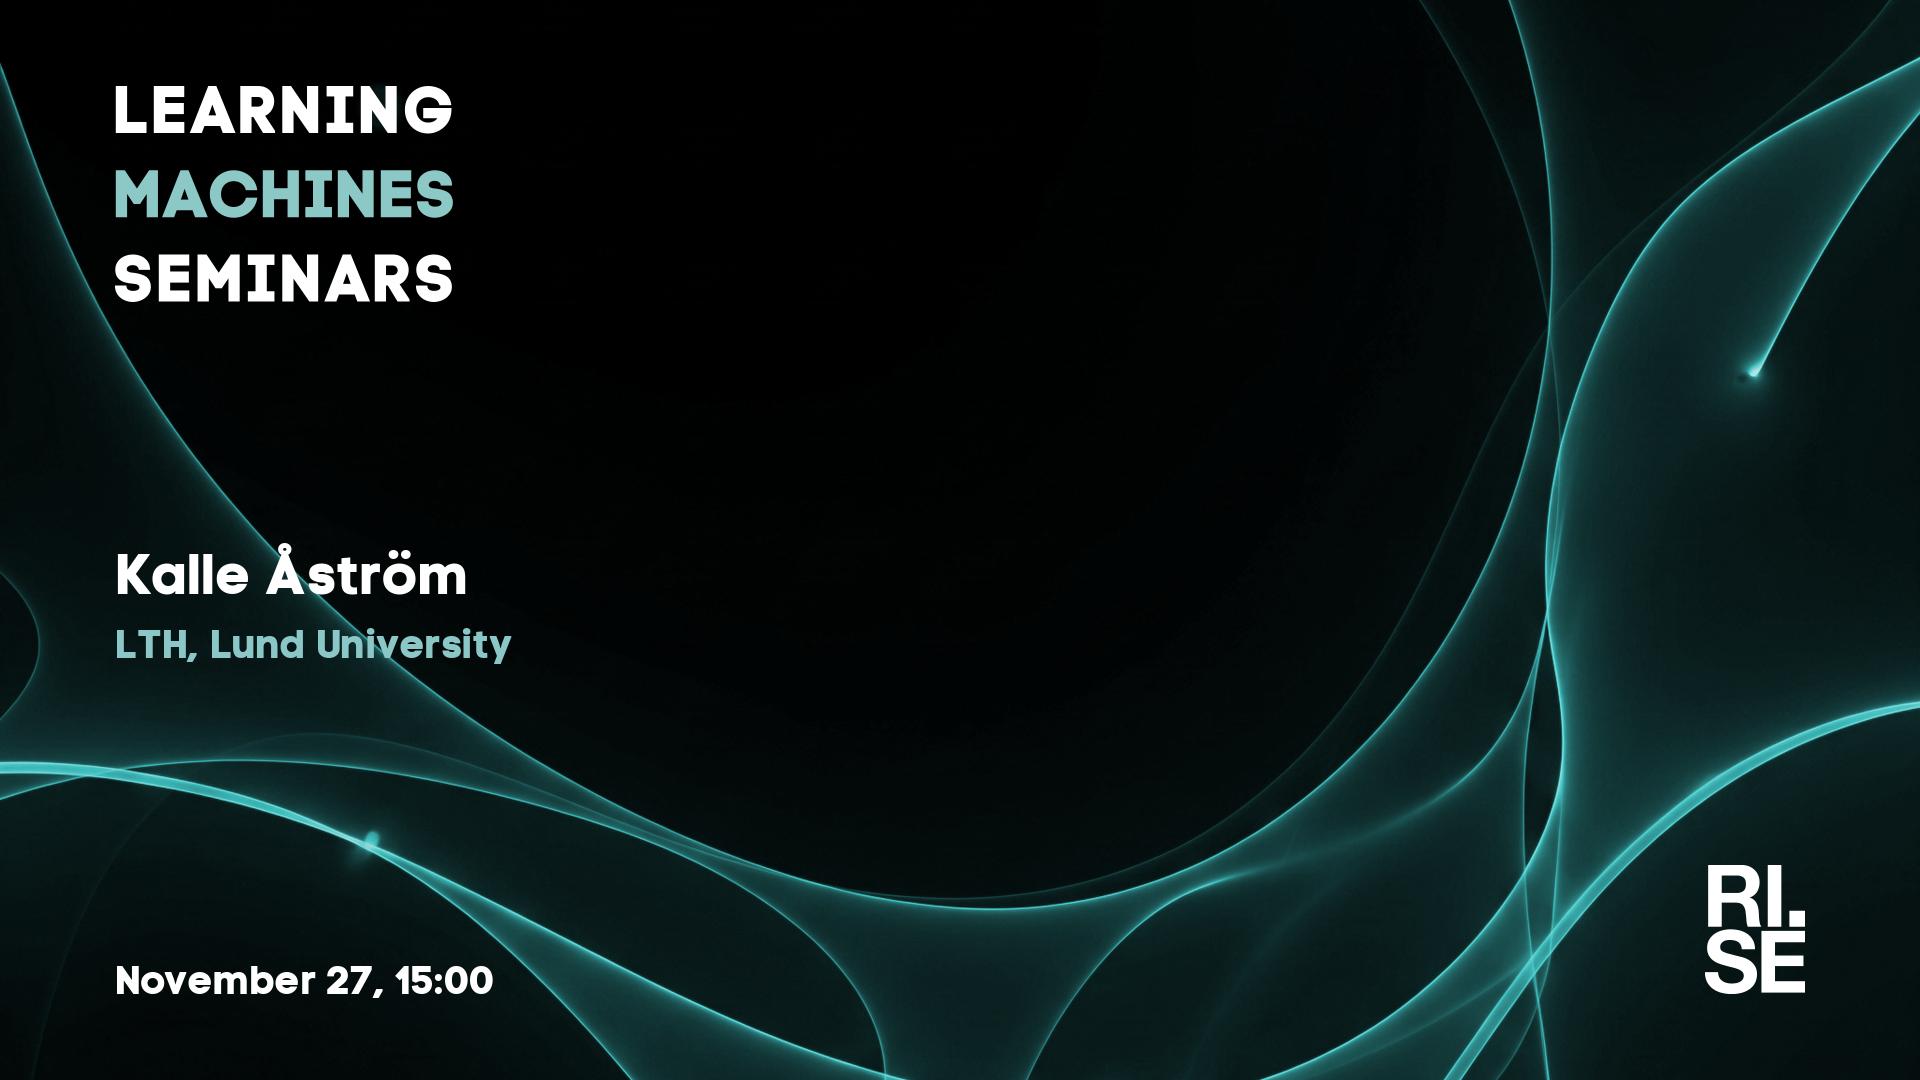 LEARNING
MACHINES
SEMINARS
Kalle Åström
LTH, Lund University
November 27, 15:00
RI.
SE